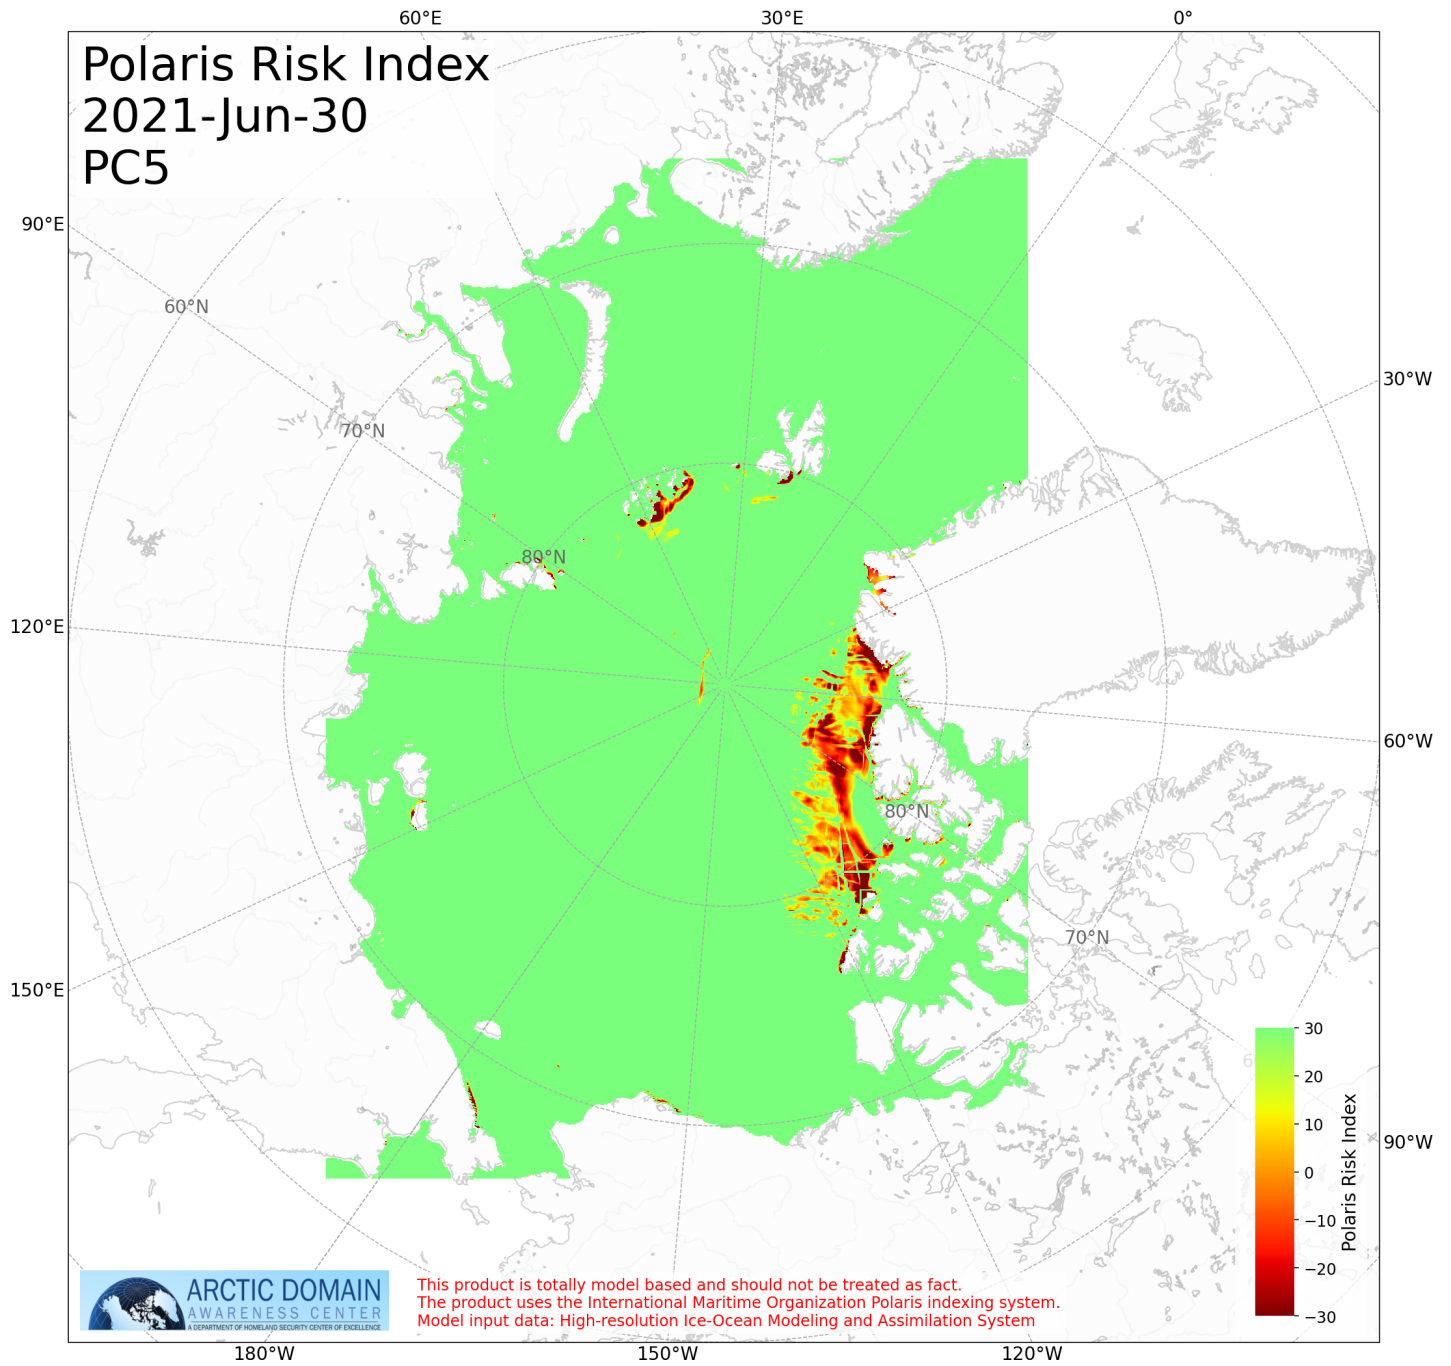 60°E
30°E
0°
Polaris Risk Index
2021-Jun-30
PC5
90°E
60°N
30°W
70°N
80°N
120°E
60°W
80°N
70°N
150°E
30
20
10
0
−10
−20
−30
Polaris Risk Index
90°W
ARCTIC DOMAIN
AWARENESS CENTER
A DEPARTMENT OF HOMELAND SECURITY CENTER OF EXCELLENCE
This product is totally model based and should not be treated as fact.
The product uses the International Maritime Organization Polaris indexing system.
Model input data: High-resolution Ice-Ocean Modeling and Assimilation System
180°W
150°W
120°W